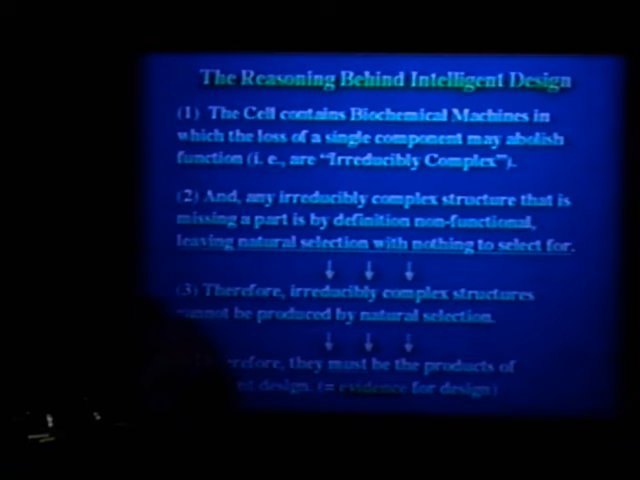 The Reasoning Behind Intelligent Design
(1) The Cell contains Biochemical Machines in
which the loss of a single component may abolish
function (i. e., are "Irreducibly Complex").
(2) And, any irreducibly complex structure that is
missing a part is by definition non-functional,
leaving natural selection with nothing to select for.
(3) Therefore, irreducibly complex structures
cannot be produced by natural selection.
they must be the products of
design. (= evidence for design)